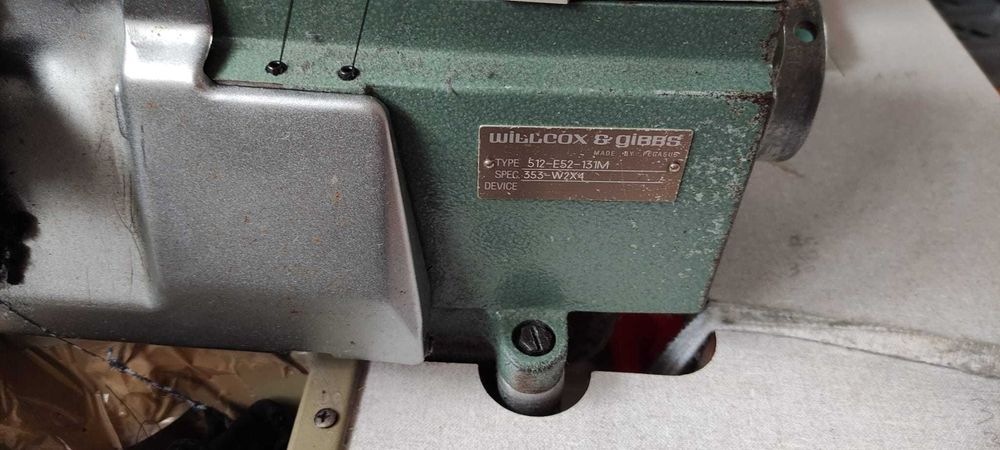 WILLCOX & GIBBS
MADE BY PEGASUS
TYPE 512-E52-131M
SPEC. 353-W2X4
DEVICE